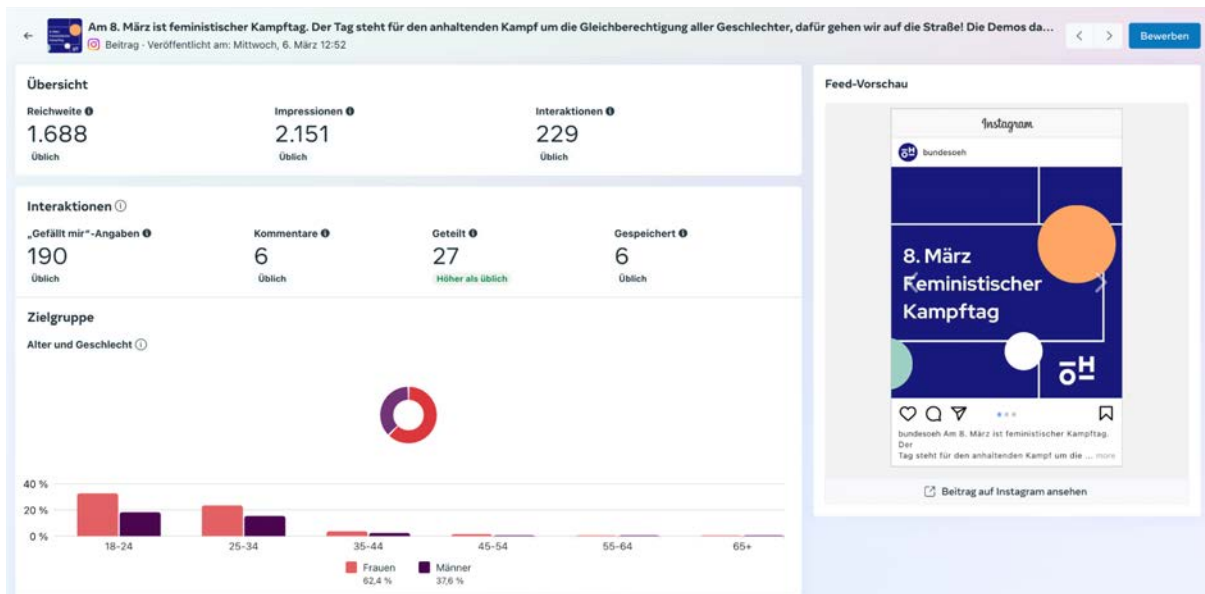 Am 8. März ist feministischer Kampftag. Der Tag steht für den anhaltenden Kampf um die Gleichberechtigung aller Geschlechter, dafür gehen wir auf die Straße! Die Demos da...
Beitrag · Veröffentlicht am: Mittwoch, 6. März 12:52
Bewerben
Übersicht
Reichweite Impressionen Interaktionen
1.688 2.151 229
Üblich Üblich Üblich
Interaktionen
„Gefällt mir“-Angaben Kommentare Geteilt Gespeichert
190 6 27 6
Üblich Üblich Höher als üblich Üblich
Zielgruppe
Alter und Geschlecht
40 %
20 %
0 %
18-24 25-34 35-44 45-54 55-64 65+
Frauen Männer
62,4 % 37,6 %
Feed-Vorschau
Instagram
ōH bundesoeh
8. März
Feministischer
Kampftag
ōH
bundesoeh Am 8. März ist feministischer Kampftag.
Der
Tag steht für den anhaltenden Kampf um die ... more
Beitrag auf Instagram ansehen